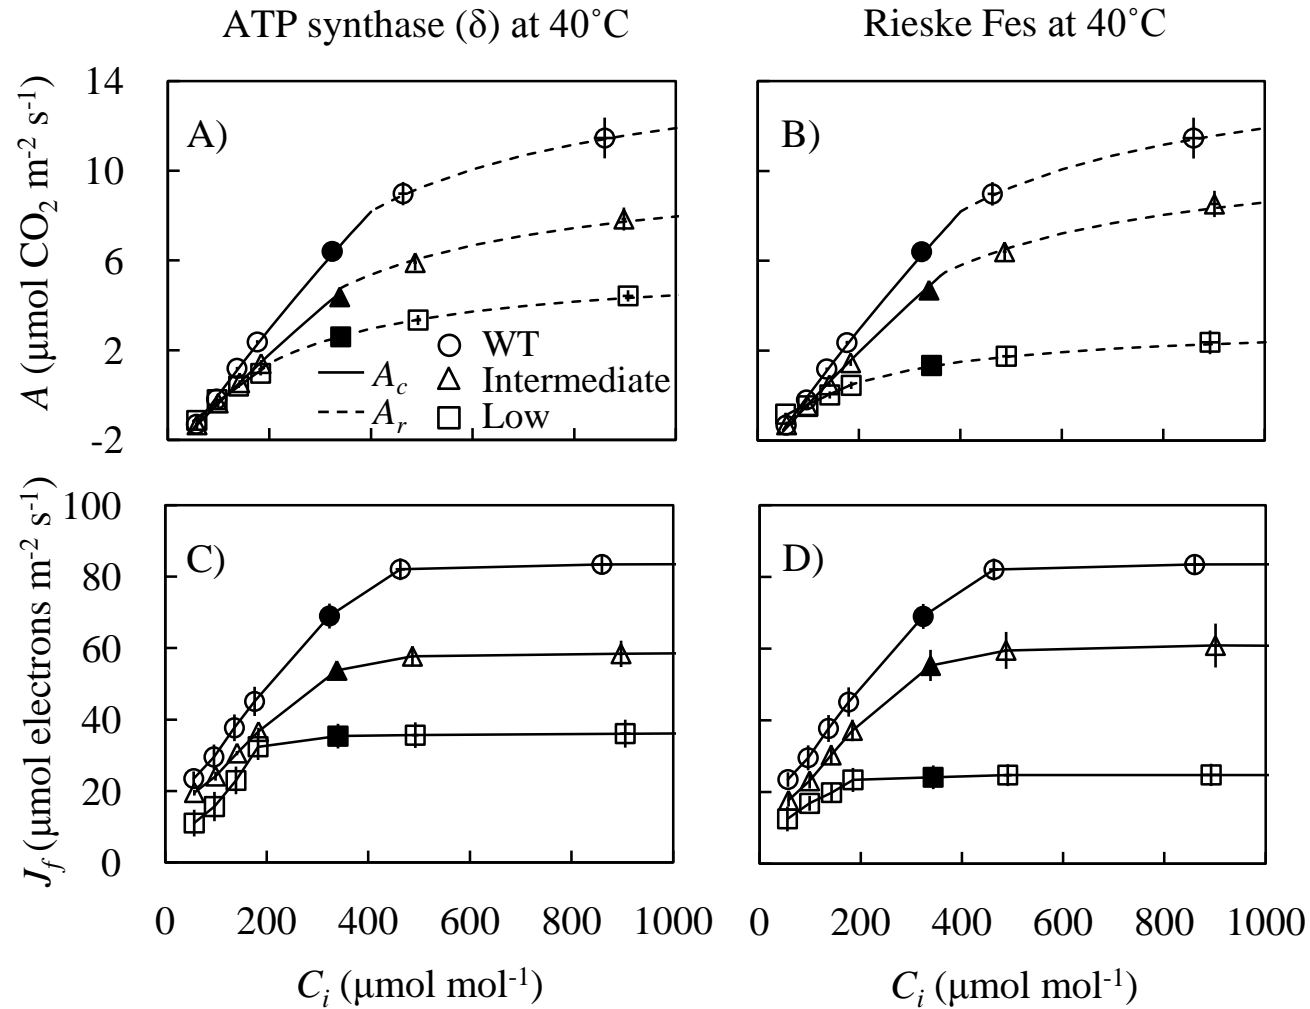 ATP synthase (δ) at 40˚C
Rieske Fes at 40˚C
A (μmol CO2 m-2 s-1)
14
10
6
2
-2
A)
B)
Ac
Ar
WT
Intermediate
Low
Jf (μmol electrons m-2 s-1)
100
80
60
40
20
0
C)
D)
0 200 400 600 800 1000
0 200 400 600 800 1000
Ci (μmol mol-1)
Ci (μmol mol-1)